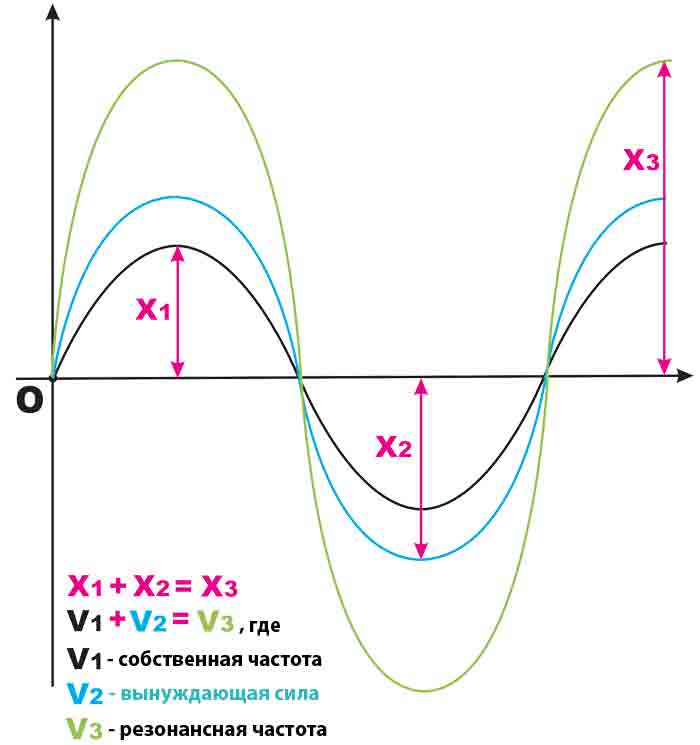 X3
X1
O
X2
X1 + X2 = X3
V1 + V2 = V3 , где
V1 - собственная частота
V2 - вынуждающая сила
V3 - резонансная частота